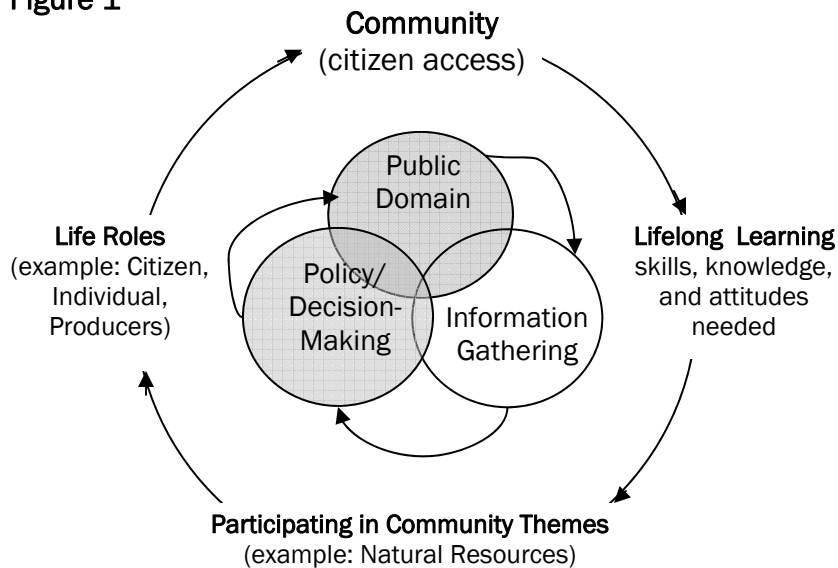 Figure 1
Community
(citizen access)
Public
Domain
Life Roles
(example: Citizen,
Individual,
Producers)
Policy/
Decision-
Making
Information
Gathering
Lifelong Learning
skills, knowledge,
and attitudes
needed
Participating in Community Themes
(example: Natural Resources)